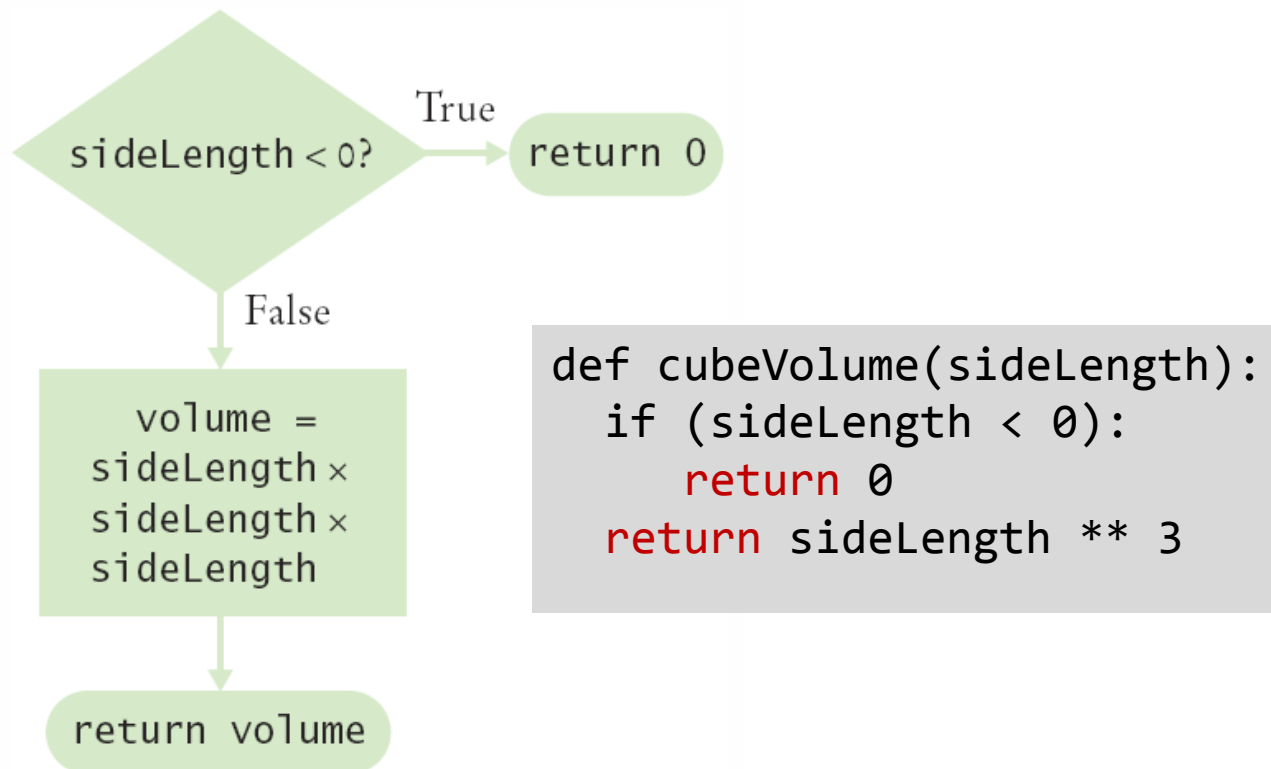 sideLength < 0?
True
return 0
False
volume =
sideLength ×
sideLength ×
sideLength
return volume
def cubeVolume(sideLength):
  if (sideLength < 0):
     return 0
  return sideLength ** 3